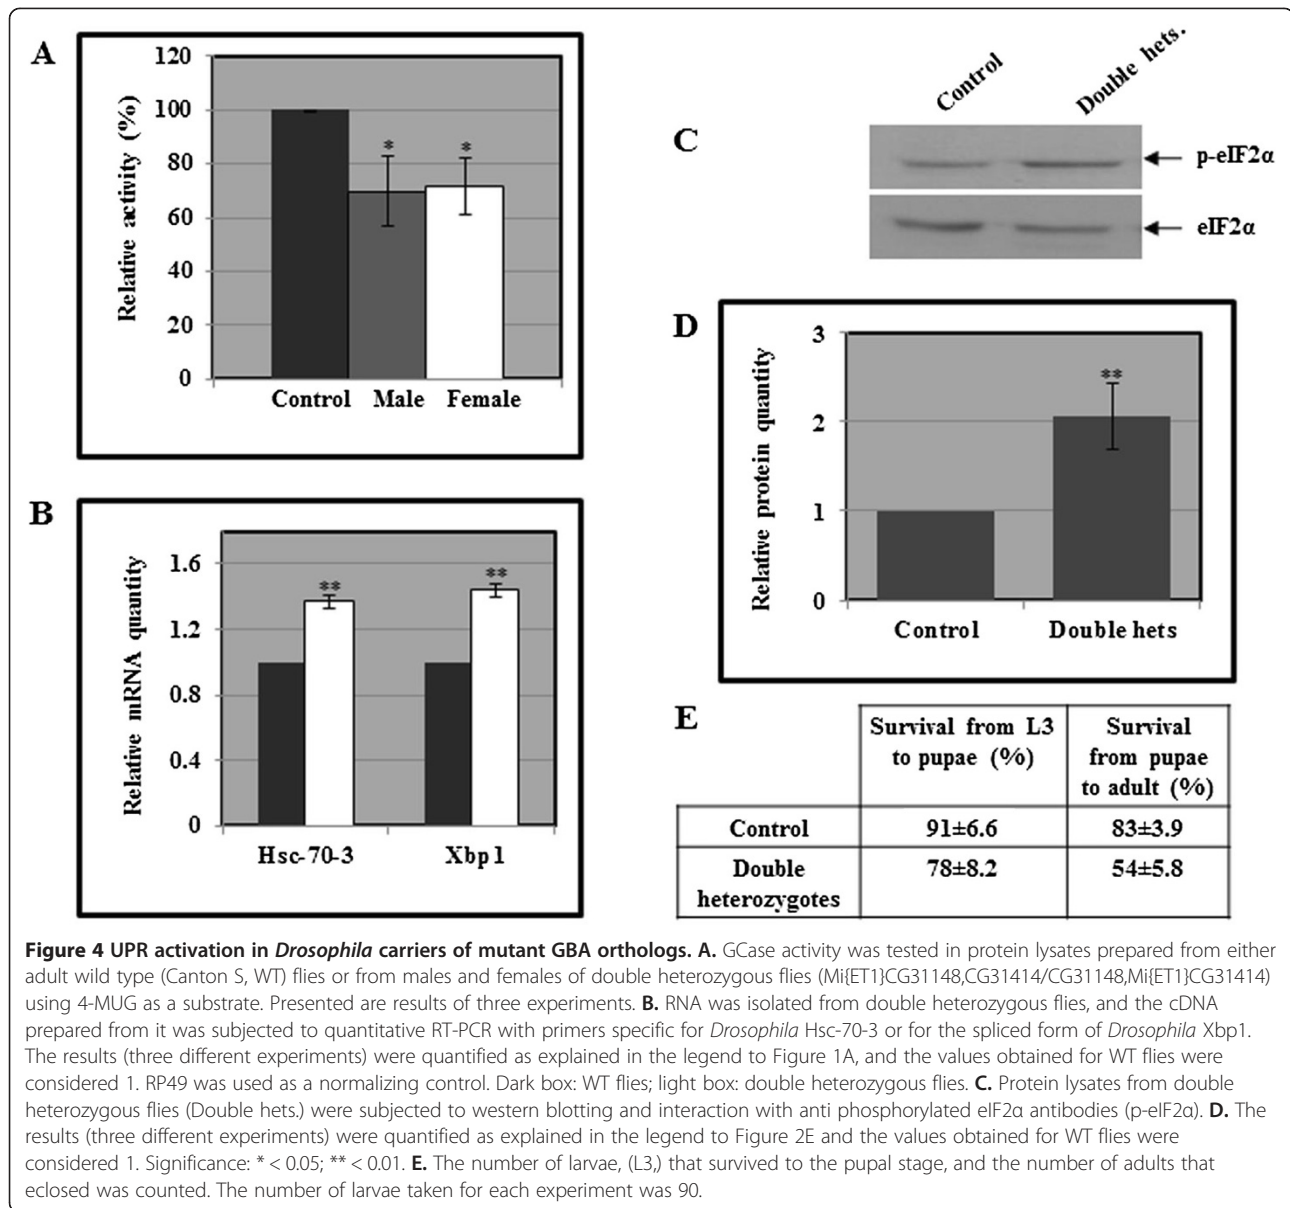 A
120
100
80
60
40
20
0
Relative activity (%)
*
*
Control Male Female
B
1.6
1.2
0.8
0.4
0
Relative mRNA quantity
**
**
Hsc-70-3 Xbp1
C
Control
Double hets.
p-eIF2α
eIF2α
D
3
2
1
0
Relative protein quantity
**
Control Double hets
E
Survival from L3 to pupae (%)
Survival from pupae to adult (%)
Control 91±6.6 83±3.9
Double heterozygotes 78±8.2 54±5.8
Figure 4 UPR activation in Drosophila carriers of mutant GBA orthologs. A. GCase activity was tested in protein lysates prepared from either
adult wild type (Canton S, WT) flies or from males and females of double heterozygous flies (Mi{ET1}CG31148,CG31414/CG31148,Mi{ET1}CG31414)
using 4-MUG as a substrate. Presented are results of three experiments. B. RNA was isolated from double heterozygous flies, and the cDNA
prepared from it was subjected to quantitative RT-PCR with primers specific for Drosophila Hsc-70-3 or for the spliced form of Drosophila Xbp1.
The results (three different experiments) were quantified as explained in the legend to Figure 1A, and the values obtained for WT flies were
considered 1. RP49 was used as a normalizing control. Dark box: WT flies; light box: double heterozygous flies. C. Protein lysates from double
heterozygous flies (Double hets.) were subjected to western blotting and interaction with anti phosphorylated eIF2α antibodies (p-eIF2α). D. The
results (three different experiments) were quantified as explained in the legend to Figure 2E and the values obtained for WT flies were
considered 1. Significance: * < 0.05; ** < 0.01. E. The number of larvae, (L3,) that survived to the pupal stage, and the number of adults that
eclosed was counted. The number of larvae taken for each experiment was 90.